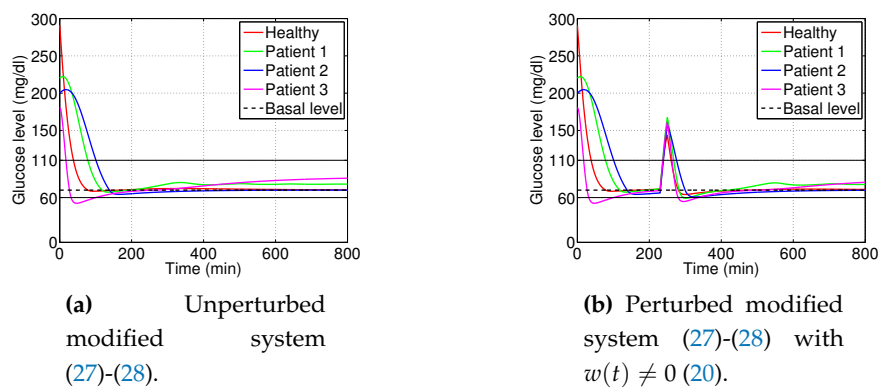 300
250
200
150
110
60
0
Glucose level (mg/dl)
Healthy
Patient 1
Patient 2
Patient 3
Basal level
0 200 400 600 800
Time (min)
(a) Unperturbed
modified system
(27)-(28).
300
250
200
150
110
60
0
Glucose level (mg/dl)
Healthy
Patient 1
Patient 2
Patient 3
Basal level
0 200 400 600 800
Time (min)
(b) Perturbed modified
system (27)-(28) with
w(t) ≠ 0 (20).